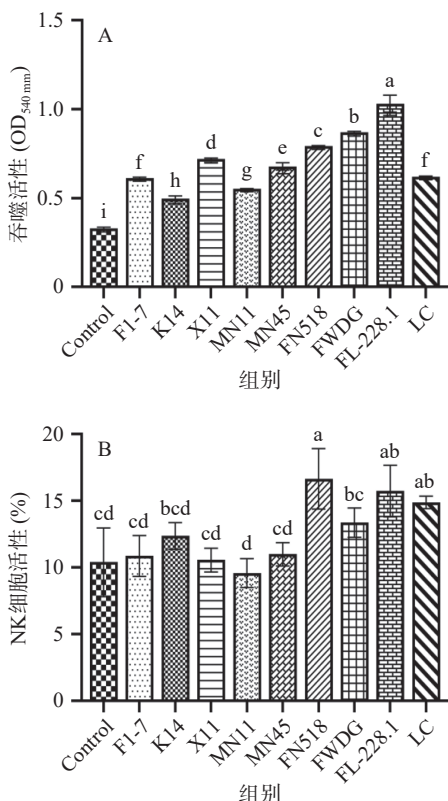 A
吞噬活性 (OD540 mm)
1.5
1.0
0.5
0
i
f
h
d
g
e
c
b
a
f
Control
F1-7
K14
X11
MN11
MN45
FN518
FWDG
FL-228.1
LC
组别
B
NK细胞活性 (%)
20
15
10
5
0
cd
cd
bcd
cd
d
cd
a
bc
ab
ab
Control
F1-7
K14
X11
MN11
MN45
FN518
FWDG
FL-228.1
LC
组别